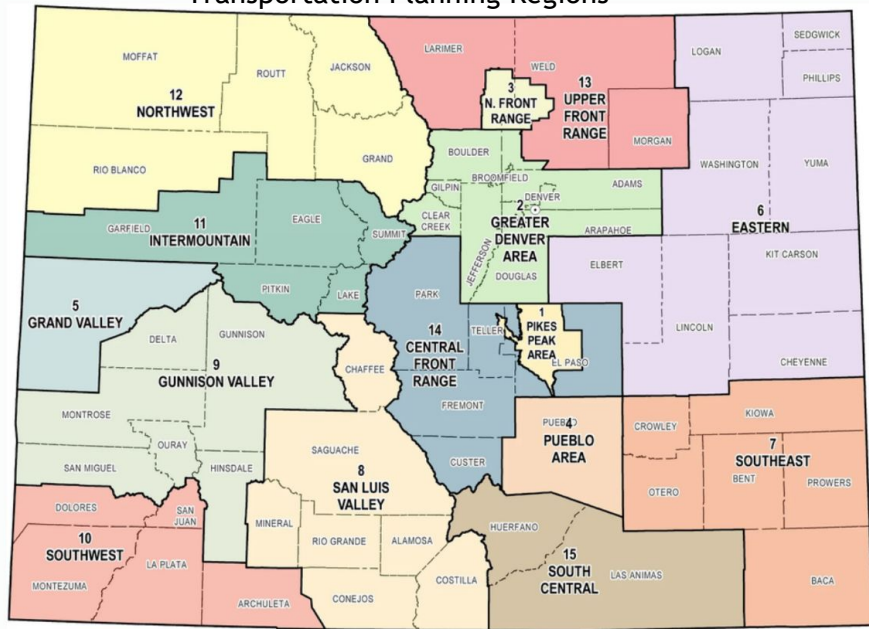 Transportation Planning Regions
MOFFAT
ROUTT
JACKSON
LARIMER
WELD
LOGAN
SEDGWICK
PHILLIPS
12
NORTHWEST
3
N. FRONT
RANGE
13
UPPER
FRONT
RANGE
MORGAN
RIO BLANCO
GRAND
BOULDER
BROOMFIELD
GILPIN
DENVER
ADAMS
WASHINGTON
YUMA
GARFIELD
11
INTERMOUNTAIN
EAGLE
SUMMIT
CLEAR
CREEK
2
GREATER
DENVER
AREA
ARAPAHOE
JEFFERSON
DOUGLAS
ELBERT
6
EASTERN
KIT CARSON
5
GRAND VALLEY
PITKIN
LAKE
PARK
TELLER
1
PIKES
PEAK
AREA
EL PASO
LINCOLN
CHEYENNE
DELTA
GUNNISON
9
GUNNISON VALLEY
CHAFFEE
14
CENTRAL
FRONT
RANGE
FREMONT
MONTROSE
OURAY
SAN MIGUEL
HINSDALE
SAGUACHE
8
SAN LUIS
VALLEY
CUSTER
PUEBLO
4
PUEBLO
AREA
CROWLEY
KIOWA
7
SOUTHEAST
OTERO
BENT
PROWERS
DOLORES
SAN
JUAN
10
SOUTHWEST
MONTEZUMA
LA PLATA
ARCHULETA
MINERAL
RIO GRANDE
ALAMOSA
CONEJOS
COSTILLA
HUERFANO
15
SOUTH
CENTRAL
LAS ANIMAS
BACA